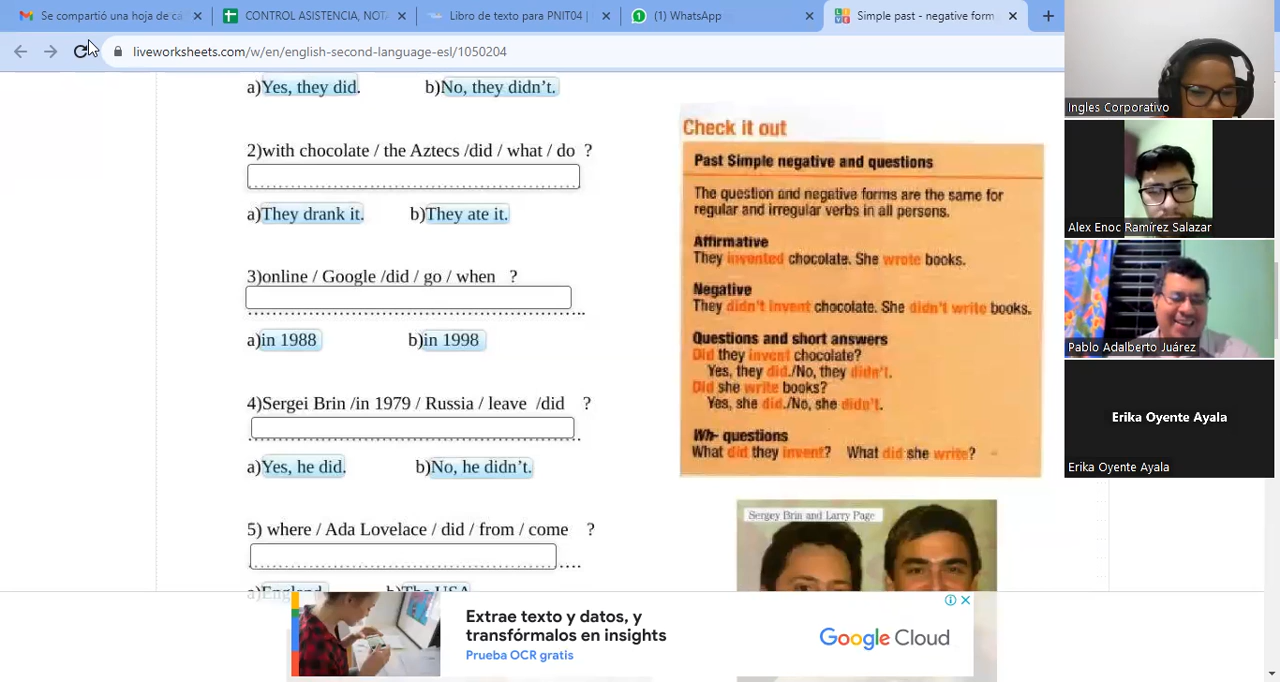 Se compartió una hoja de cá
CONTROL ASISTENCIA, NOTA
Libro de texto para PNIT04 |
(1) WhatsApp
Simple past - negative form
liveworksheets.com/w/en/english-second-language-esl/1050204
a)Yes, they did. b)No, they didn't.
2)with chocolate / the Aztecs /did / what / do ?
a)They drank it. b)They ate it.
3)online / Google /did / go / when ?
a)in 1988 b)in 1998
4)Sergei Brin /in 1979 / Russia / leave /did ?
a)Yes, he did. b)No, he didn't.
5) where / Ada Lovelace / did / from / come ?
a)England b)The USA
Check it out
Past Simple negative and questions
The question and negative forms are the same for
regular and irregular verbs in all persons.
Affirmative
They invented chocolate. She wrote books.
Negative
They didn't invent chocolate. She didn't write books.
Questions and short answers
Did they invent chocolate?
Yes, they did./No, they didn't.
Did she write books?
Yes, she did./No, she didn't.
Wh- questions
What did they invent? What did she write?
Sergey Brin and Larry Page
Extrae texto y datos, y
transfórmalos en insights
Prueba OCR gratis
Google Cloud
Ingles Corporativo
Alex Enoc Ramírez Salazar
Pablo Adalberto Juárez
Erika Oyente Ayala
Erika Oyente Ayala